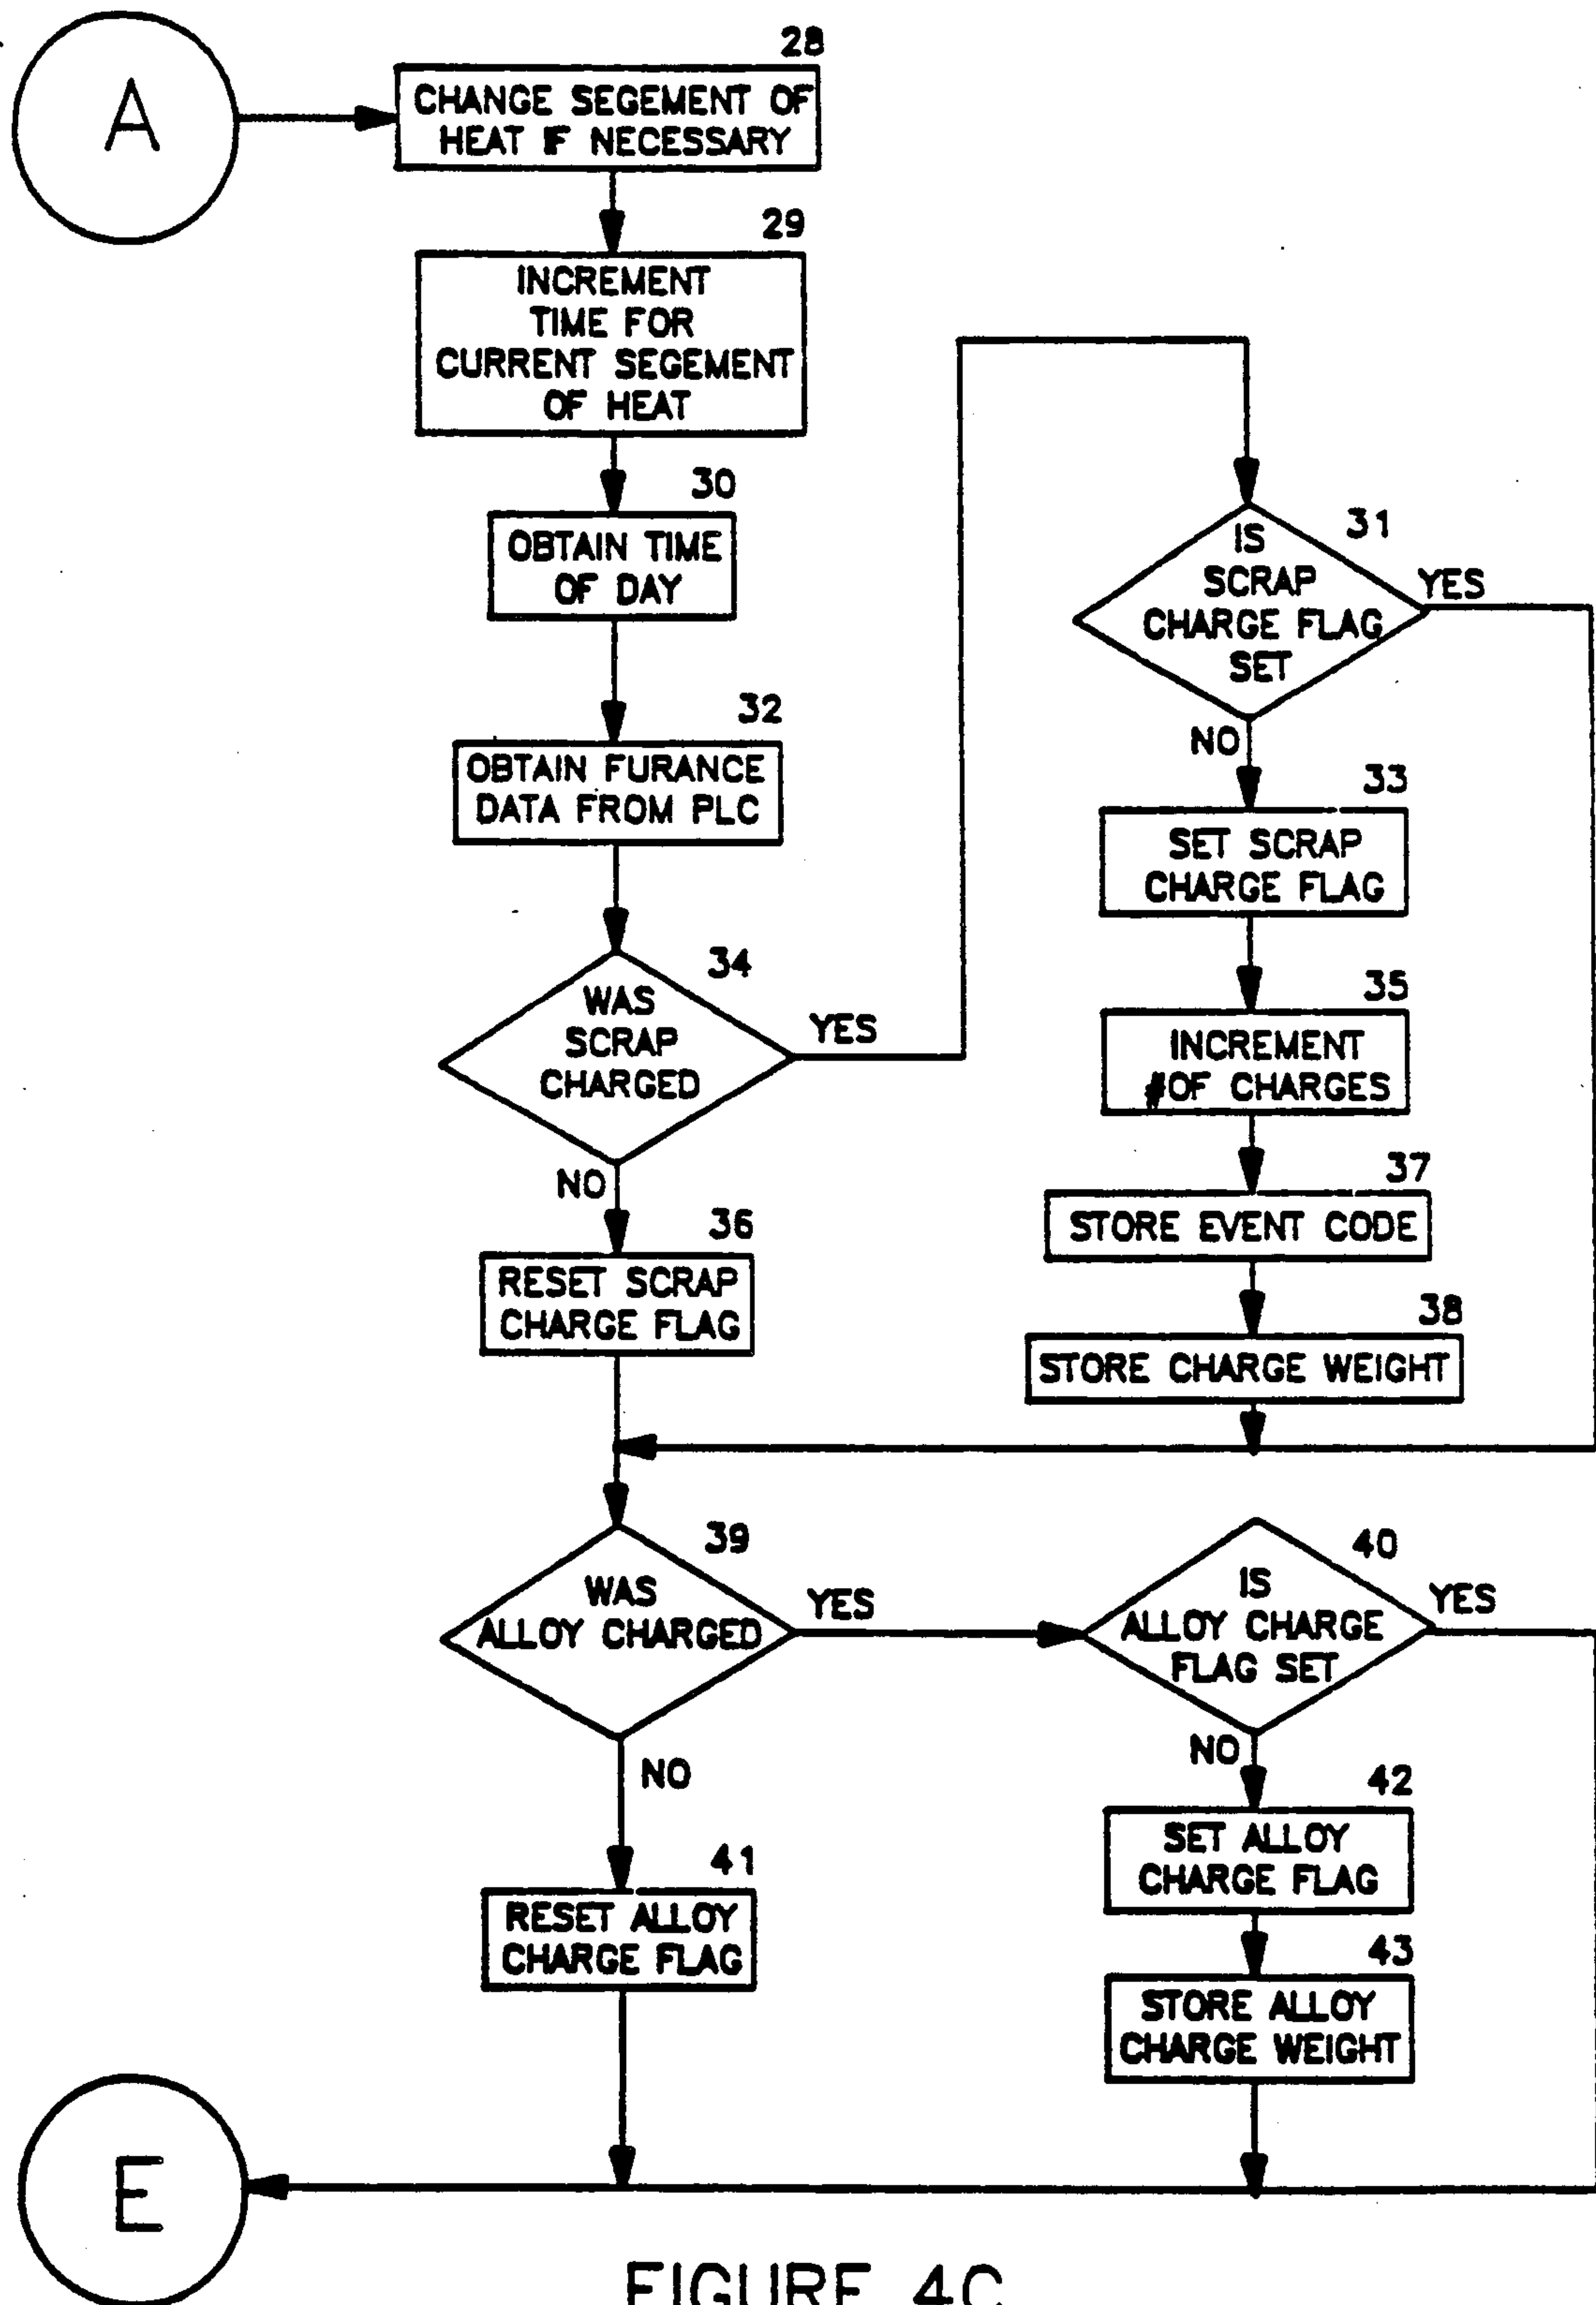 A
28
CHANGE SEGEMENT OF
HEAT IF NECESSARY
29
INCREMENT
TIME FOR
CURRENT SEGEMENT
OF HEAT
30
OBTAIN TIME
OF DAY
32
OBTAIN FURANCE
DATA FROM PLC
34
WAS
SCRAP
CHARGED
YES
NO
36
RESET SCRAP
CHARGE FLAG
31
IS
SCRAP
CHARGE FLAG
SET
YES
NO
33
SET SCRAP
CHARGE FLAG
35
INCREMENT
#OF CHARGES
37
STORE EVENT CODE
38
STORE CHARGE WEIGHT
39
WAS
ALLOY CHARGED
YES
NO
41
RESET ALLOY
CHARGE FLAG
40
IS
ALLOY CHARGE
FLAG SET
YES
NO
42
SET ALLOY
CHARGE FLAG
43
STORE ALLOY
CHARGE WEIGHT
E
FIGURE 4C